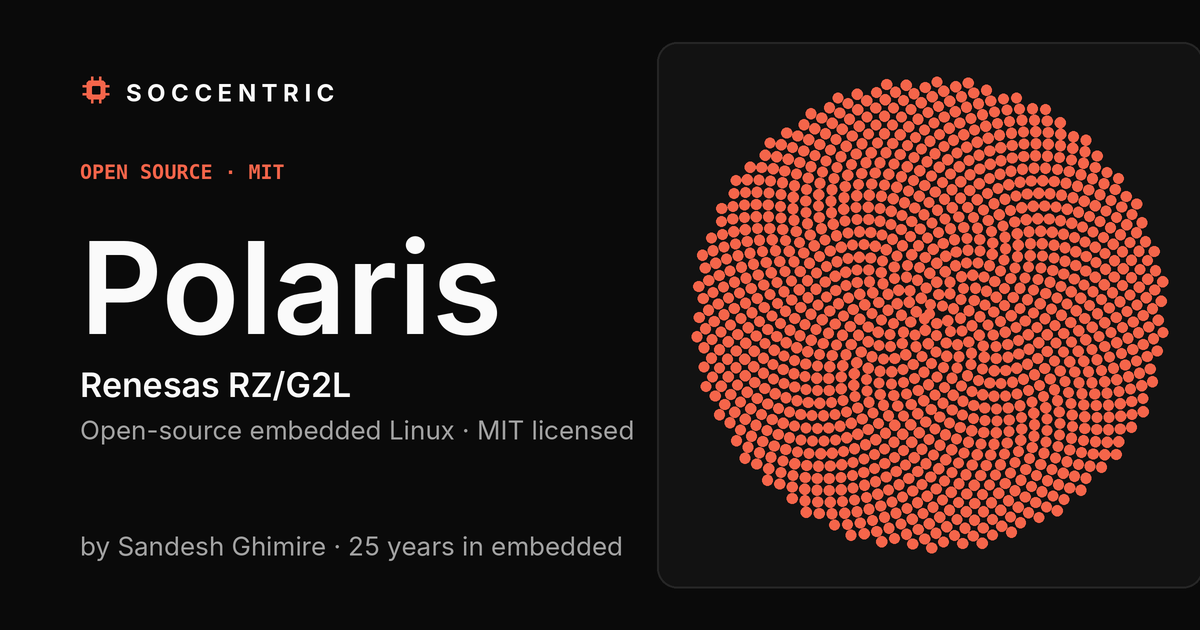 SOCCENTRIC
OPEN SOURCE · MIT
Polaris
Renesas RZ/G2L
Open-source embedded Linux · MIT licensed
by Sandesh Ghimire · 25 years in embedded